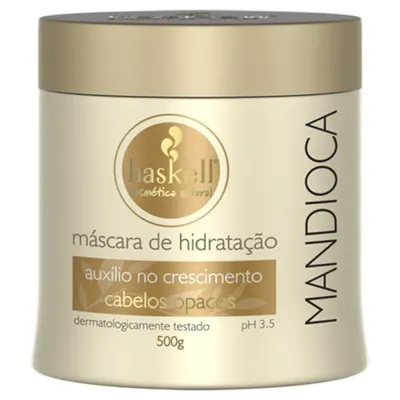 haskell
cosmética natural
máscara de hidratação
auxílio no crescimento
cabelos opacos
dermatologicamente testado
pH 3.5
500g
MANDIOCA